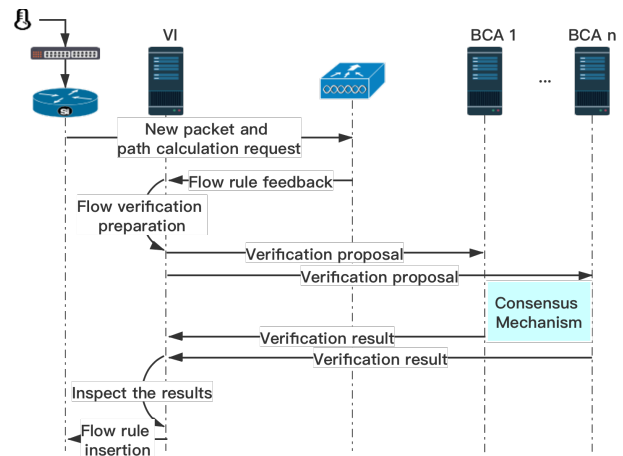 VI
BCA 1
BCA n
...
Si
New packet and
path calculation request
Flow rule feedback
Flow verification
preparation
Verification proposal
Verification proposal
Consensus
Mechanism
Verification result
Verification result
Inspect the results
Flow rule
insertion